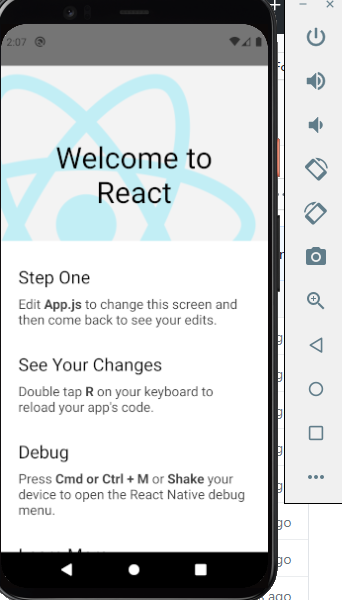 2:07
Welcome to
React
Step One
Edit App.js to change this screen and
then come back to see your edits.
See Your Changes
Double tap R on your keyboard to
reload your app's code.
Debug
Press Cmd or Ctrl + M or Shake your
device to open the React Native debug
menu.
ago
ago
ago